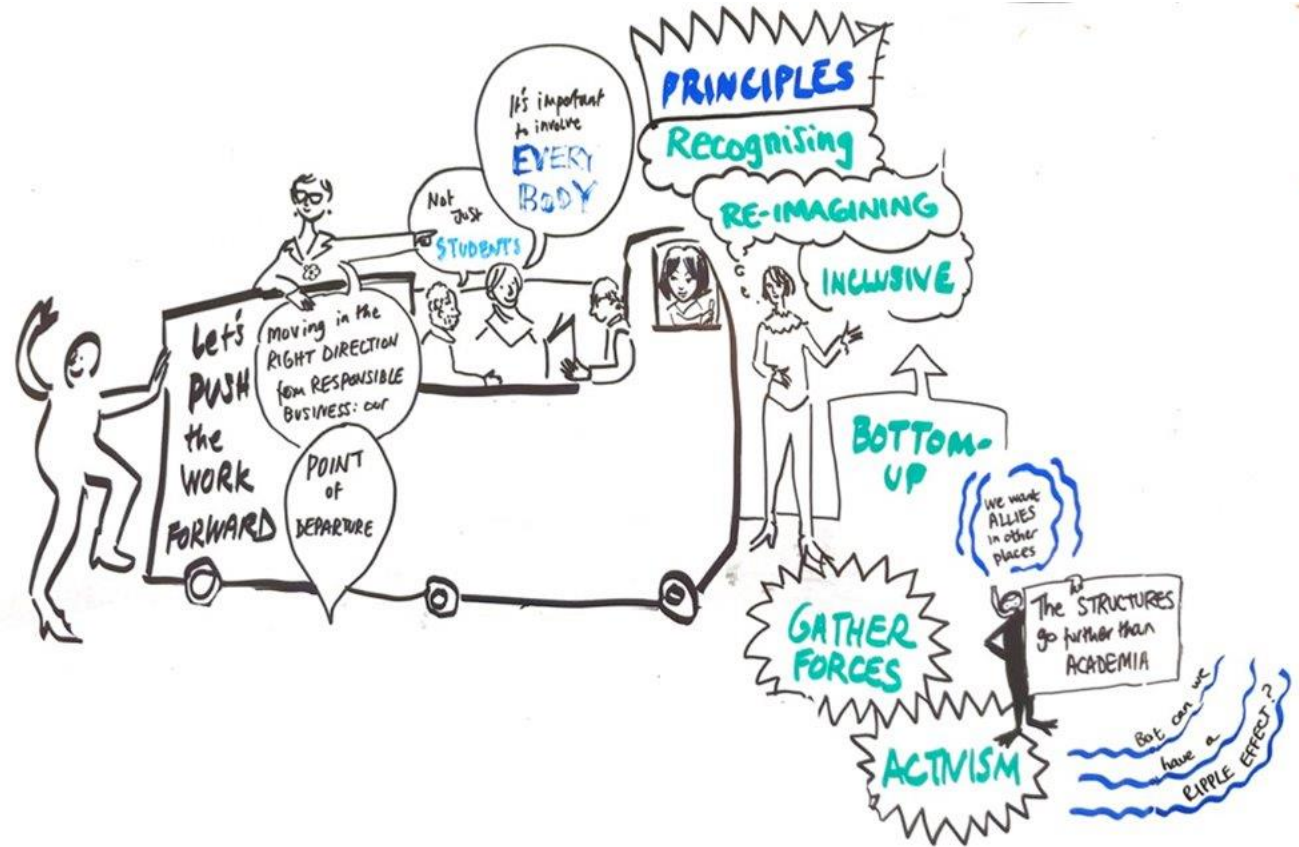 PRINCIPLES
Recognising
RE-IMAGINING
INCLUSIVE
BOTTOM-
UP
GATHER
FORCES
ACTIVISM
It's important
to involve
EVERY
BODY
Not
Just
STUDENTS
Let's
PUSH
the
WORK
FORWARD
Moving in the
RIGHT DIRECTION
from RESPONSIBLE
BUSINESS: our
POINT
OF
DEPARTURE
We want
ALLIES
in other
places
The STRUCTURES
go further than
ACADEMIA
But can we
have a
RIPPLE EFFECT?